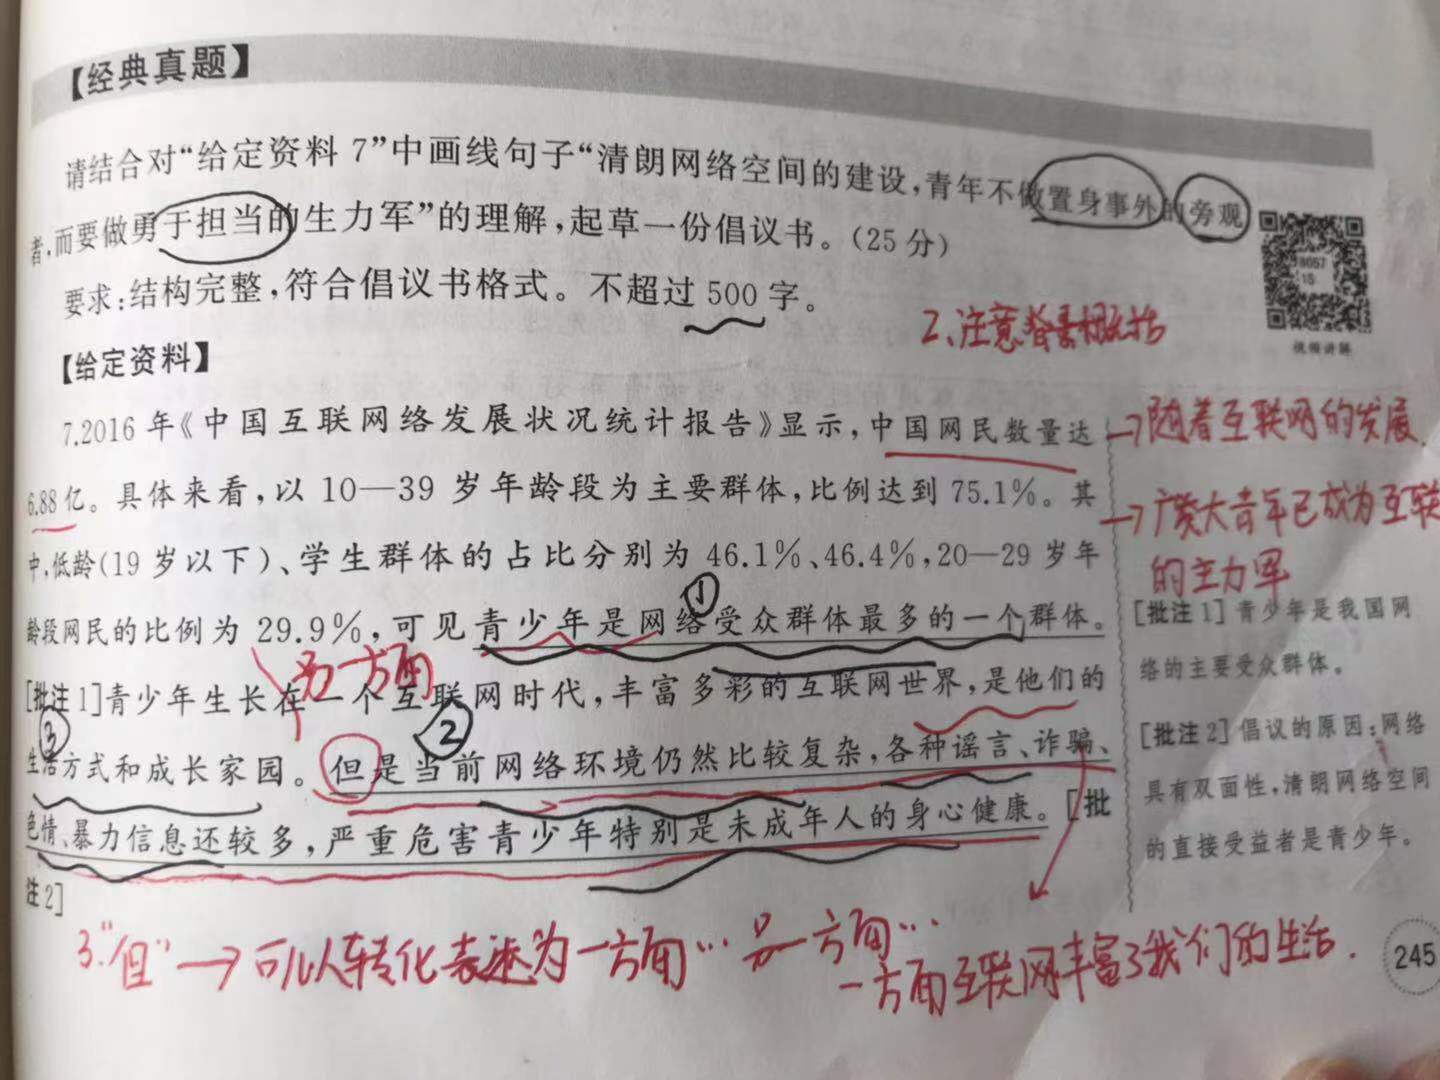 【经典真题】
请结合对“给定资料 7”中画线句子“清朗网络空间的建设,青年不做置身事外的旁观
者,而要做勇于担当的生力军”的理解,起草一份倡议书。(25 分)
要求:结构完整,符合倡议书格式。不超过 500 字。
2、注意背景概括
视频讲解
【给定资料】
7.2016 年《中国互联网络发展状况统计报告》显示,中国网民数量达
→随着互联网的发展.
6.88 亿。具体来看,以 10—39 岁年龄段为主要群体,比例达到 75.1%。其
→广大青年已成为互联
的主力军
中,低龄(19 岁以下)、学生群体的占比分别为 46.1%、46.4%,20—29 岁年
①
龄段网民的比例为 29.9%,可见青少年是网络受众群体最多的一个群体。
[批注 1] 青少年是我国网
络的主要受众群体。
另一方面
[批注 1]青少年生长在一个互联网时代,丰富多彩的互联网世界,是他们的
③
②
生活方式和成长家园。但是当前网络环境仍然比较复杂,各种谣言、诈骗、
[批注 2] 倡议的原因:网络
具有双面性,清朗网络空间
的直接受益者是青少年。
色情、暴力信息还较多,严重危害青少年特别是未成年人的身心健康。[批
注 2]
3.“但”→可以转化表述为一方面… 另一方面…
一方面互联网丰富了我们的生活.
245